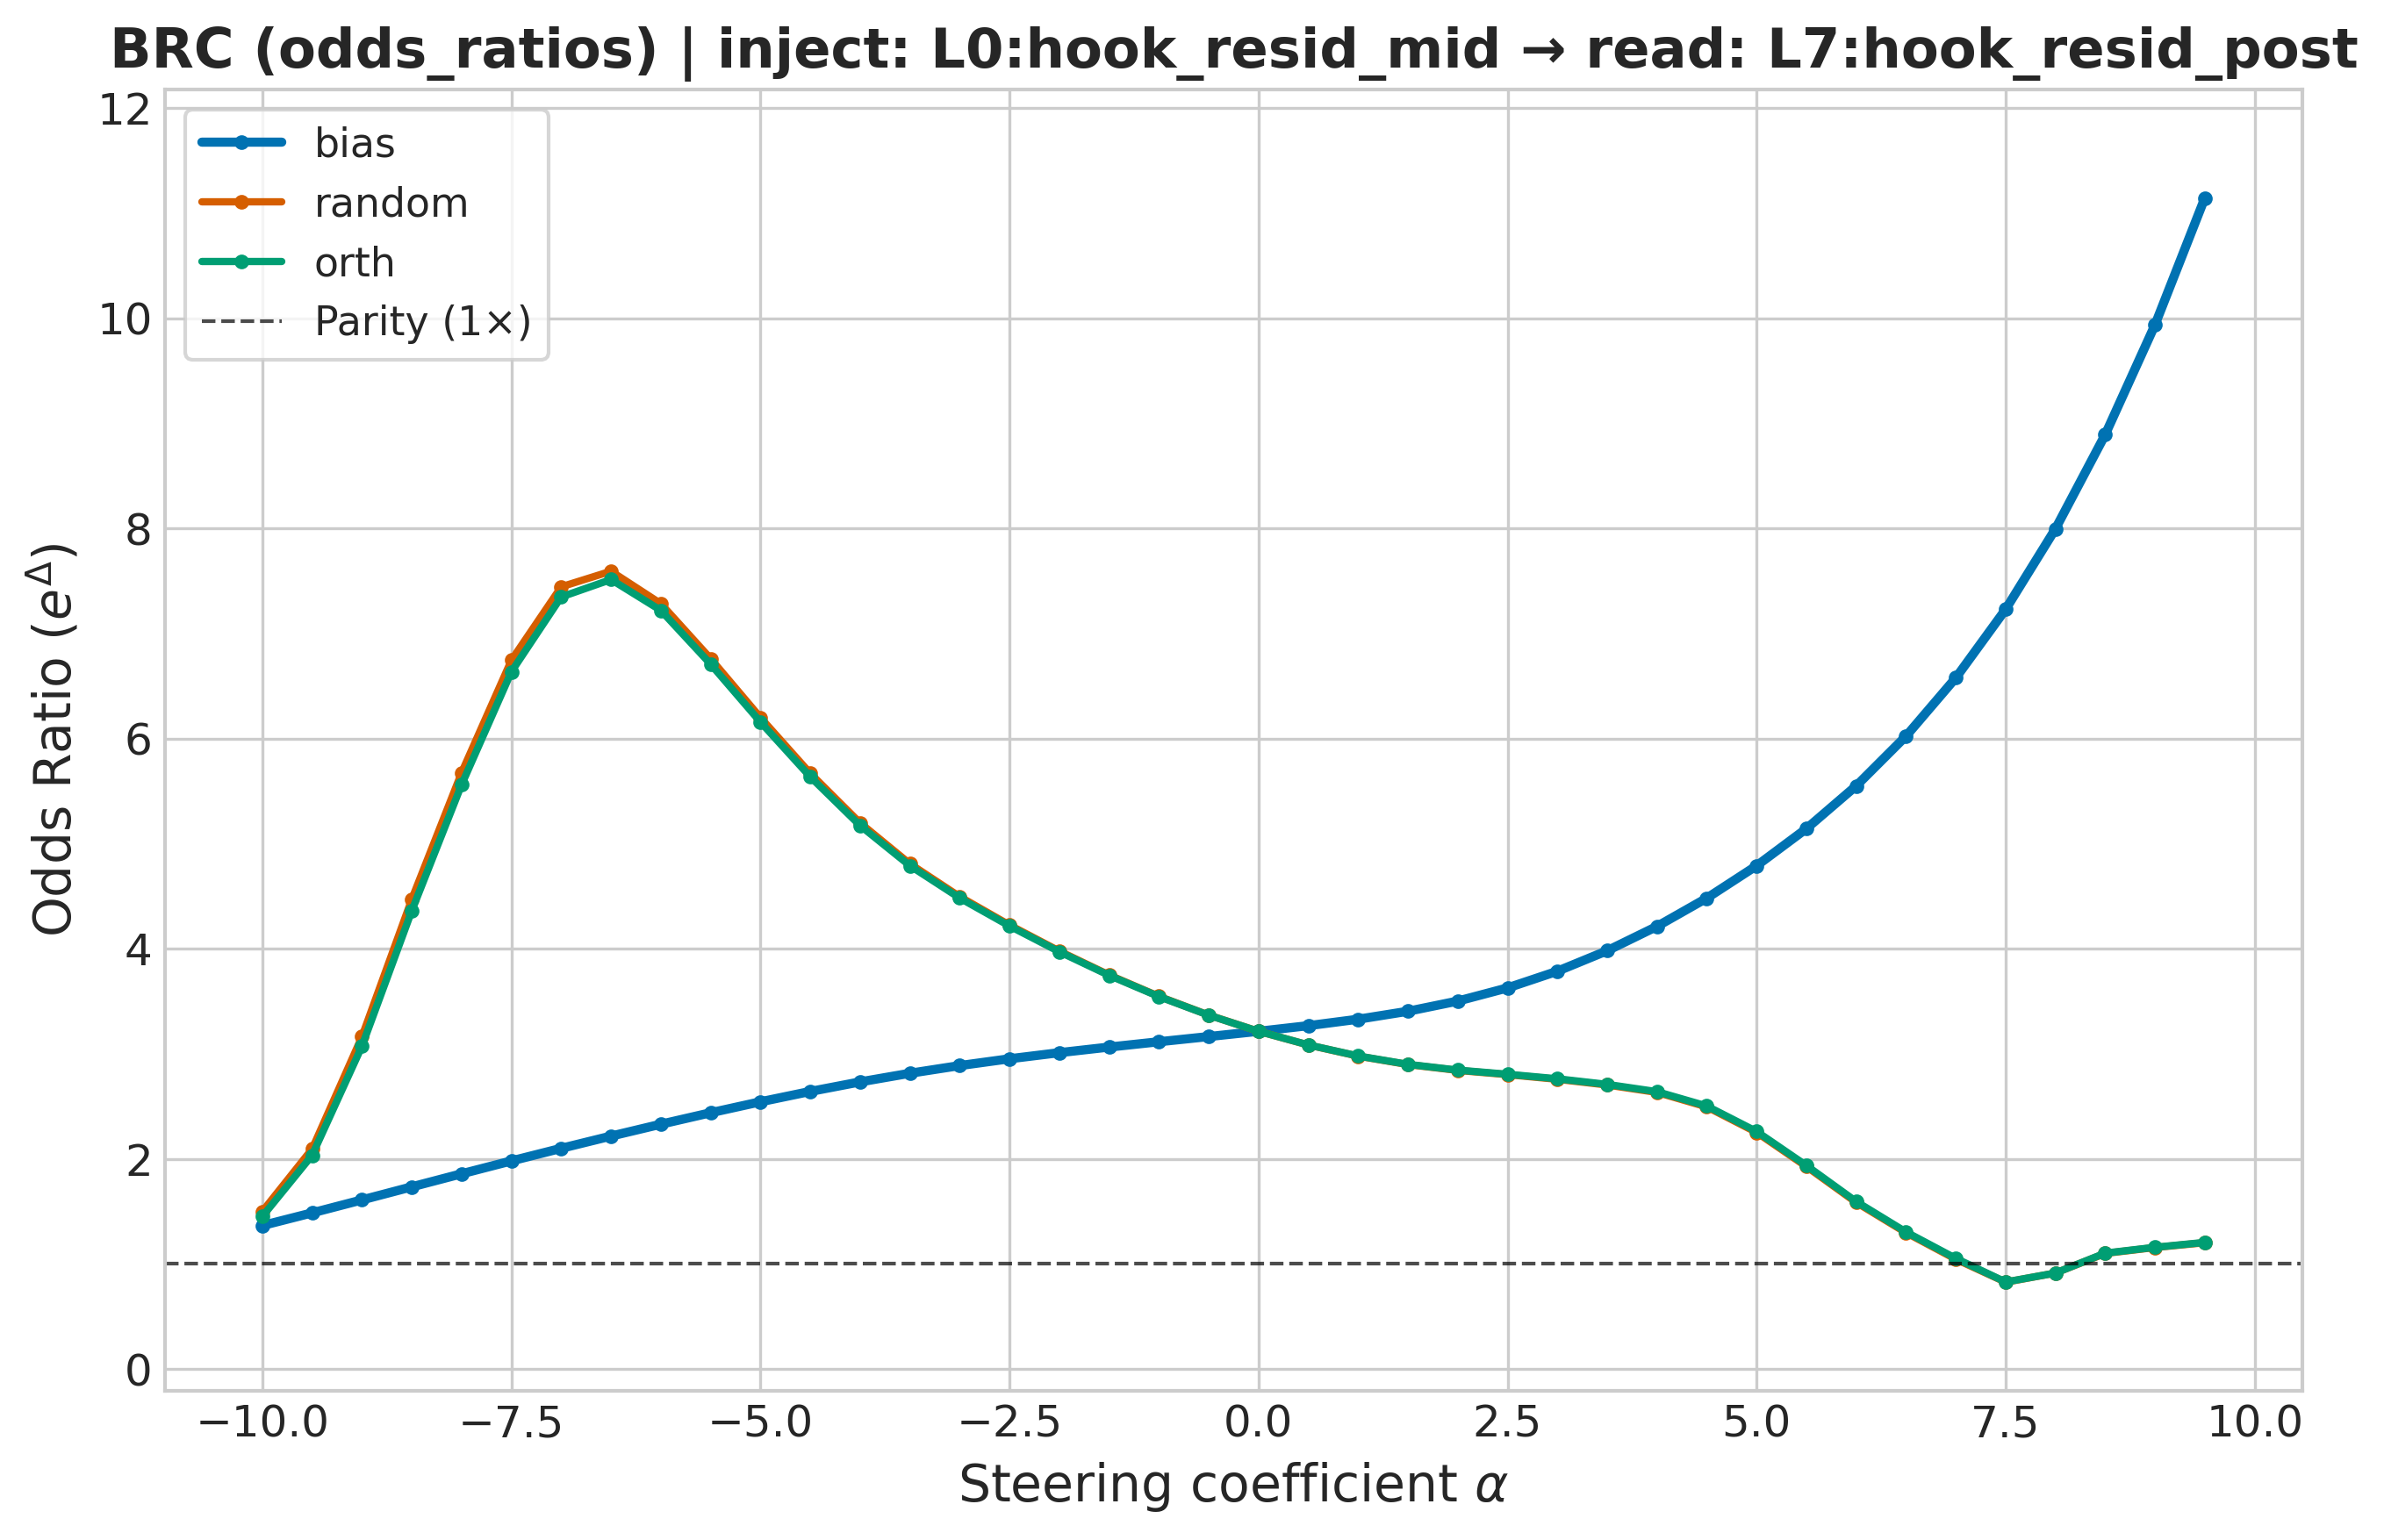 BRC (odds_ratios) | inject: L0:hook_resid_mid → read: L7:hook_resid_post
12
10
8
6
4
2
0
Odds Ratio (e^Δ)
bias
random
orth
Parity (1×)
−10.0 −7.5 −5.0 −2.5 0.0 2.5 5.0 7.5 10.0
Steering coefficient α